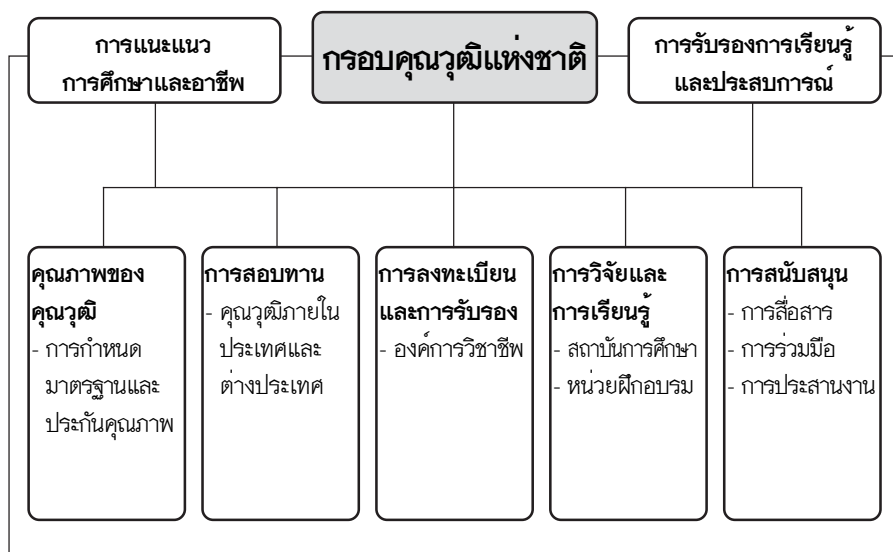 การแนะแนว
การศึกษาและอาชีพ
กรอบคุณวุฒิแห่งชาติ
การรับรองการเรียนรู้
และประสบการณ์
คุณภาพของ
คุณวุฒิ
- การกำหนด
มาตรฐานและ
ประกันคุณภาพ
การสอบทาน
- คุณวุฒิภายใน
ประเทศและ
ต่างประเทศ
การลงทะเบียน
และการรับรอง
- องค์การวิชาชีพ
การวิจัยและ
การเรียนรู้
- สถาบันการศึกษา
- หน่วยฝึกอบรม
การสนับสนุน
- การสื่อสาร
- การร่วมมือ
- การประสานงาน